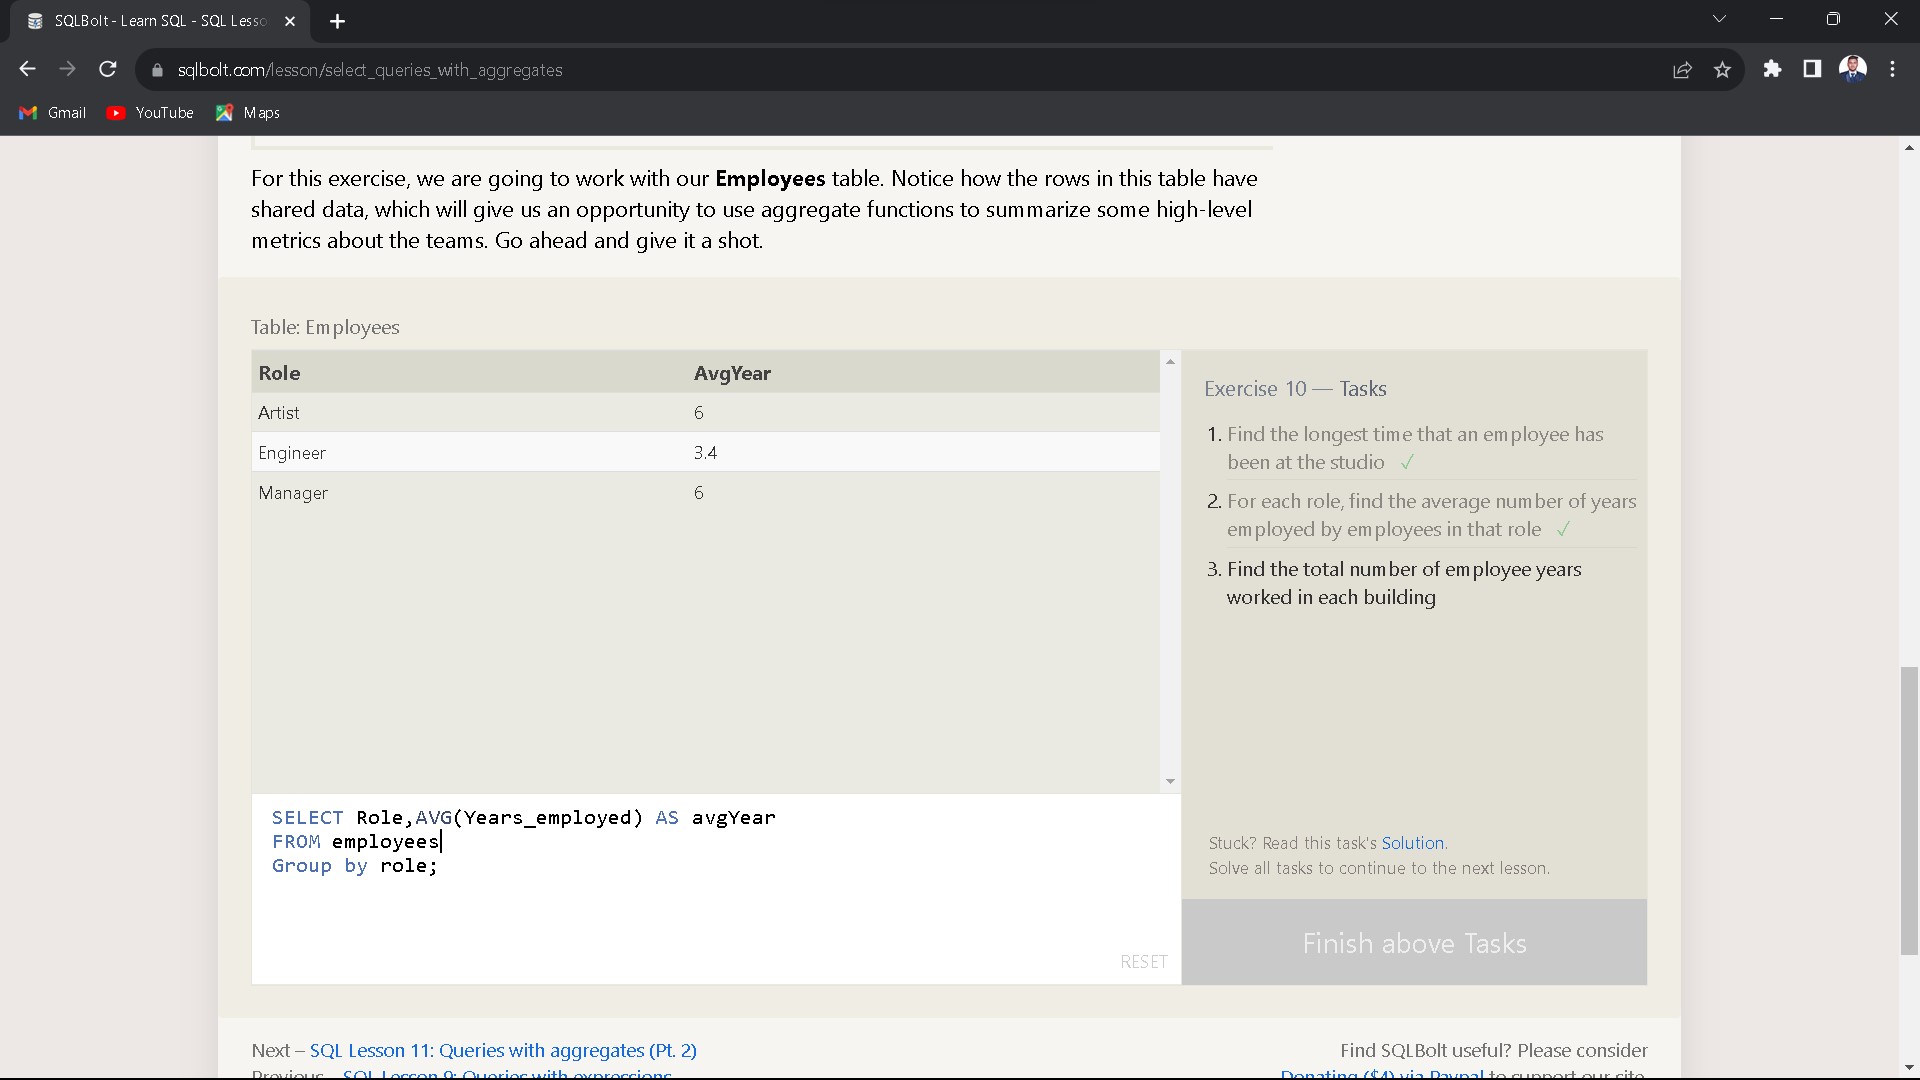 SQLBolt - Learn SQL - SQL Lesso
sqlbolt.com/lesson/select_queries_with_aggregates
Gmail
YouTube
Maps
For this exercise, we are going to work with our Employees table. Notice how the rows in this table have
shared data, which will give us an opportunity to use aggregate functions to summarize some high-level
metrics about the teams. Go ahead and give it a shot.
Table: Employees
Role AvgYear
Artist 6
Engineer 3.4
Manager 6
SELECT Role,AVG(Years_employed) AS avgYear
FROM employees
Group by role;
RESET
Exercise 10 — Tasks
1. Find the longest time that an employee has
been at the studio ✓
2. For each role, find the average number of years
employed by employees in that role ✓
3. Find the total number of employee years
worked in each building
Stuck? Read this task's Solution.
Solve all tasks to continue to the next lesson.
Finish above Tasks
Next – SQL Lesson 11: Queries with aggregates (Pt. 2)
Previous – SQL Lesson 9: Queries with expressions
Find SQLBolt useful? Please consider
Donating ($4) via Paypal to support our site.